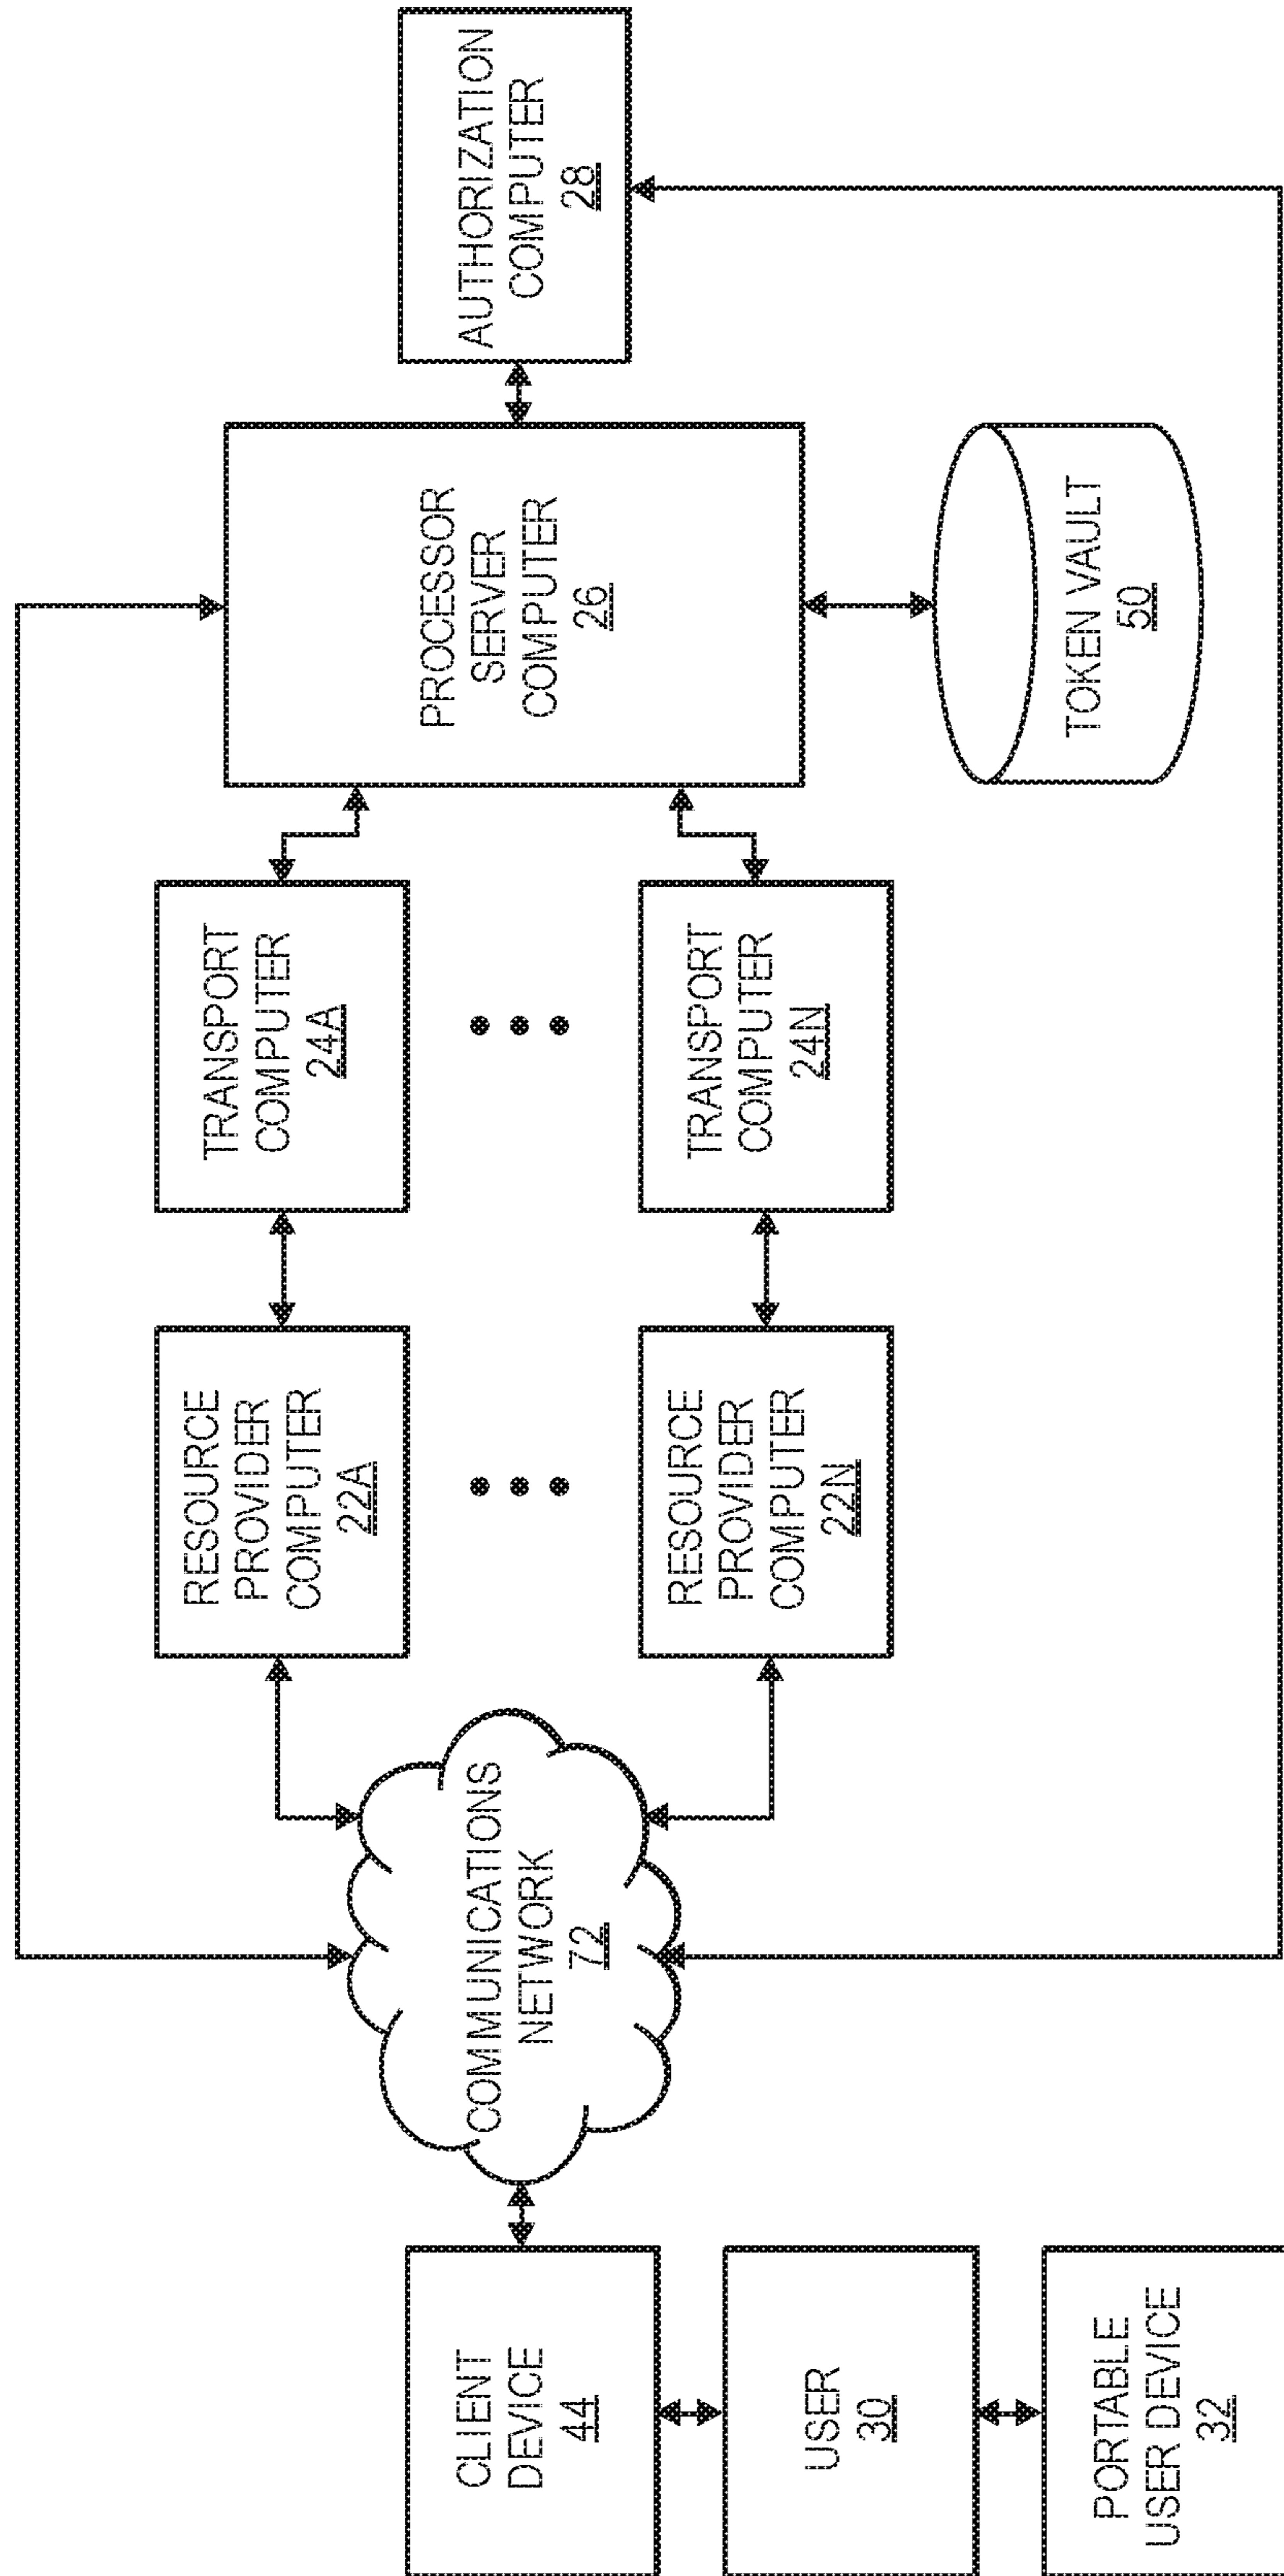 CLIENT
DEVICE
44
USER
30
PORTABLE
USER DEVICE
32
COMMUNICATIONS
NETWORK
72
RESOURCE
PROVIDER
COMPUTER
22A
RESOURCE
PROVIDER
COMPUTER
22N
TRANSPORT
COMPUTER
24A
TRANSPORT
COMPUTER
24N
PROCESSOR
SERVER
COMPUTER
26
TOKEN VAULT
50
AUTHORIZATION
COMPUTER
28